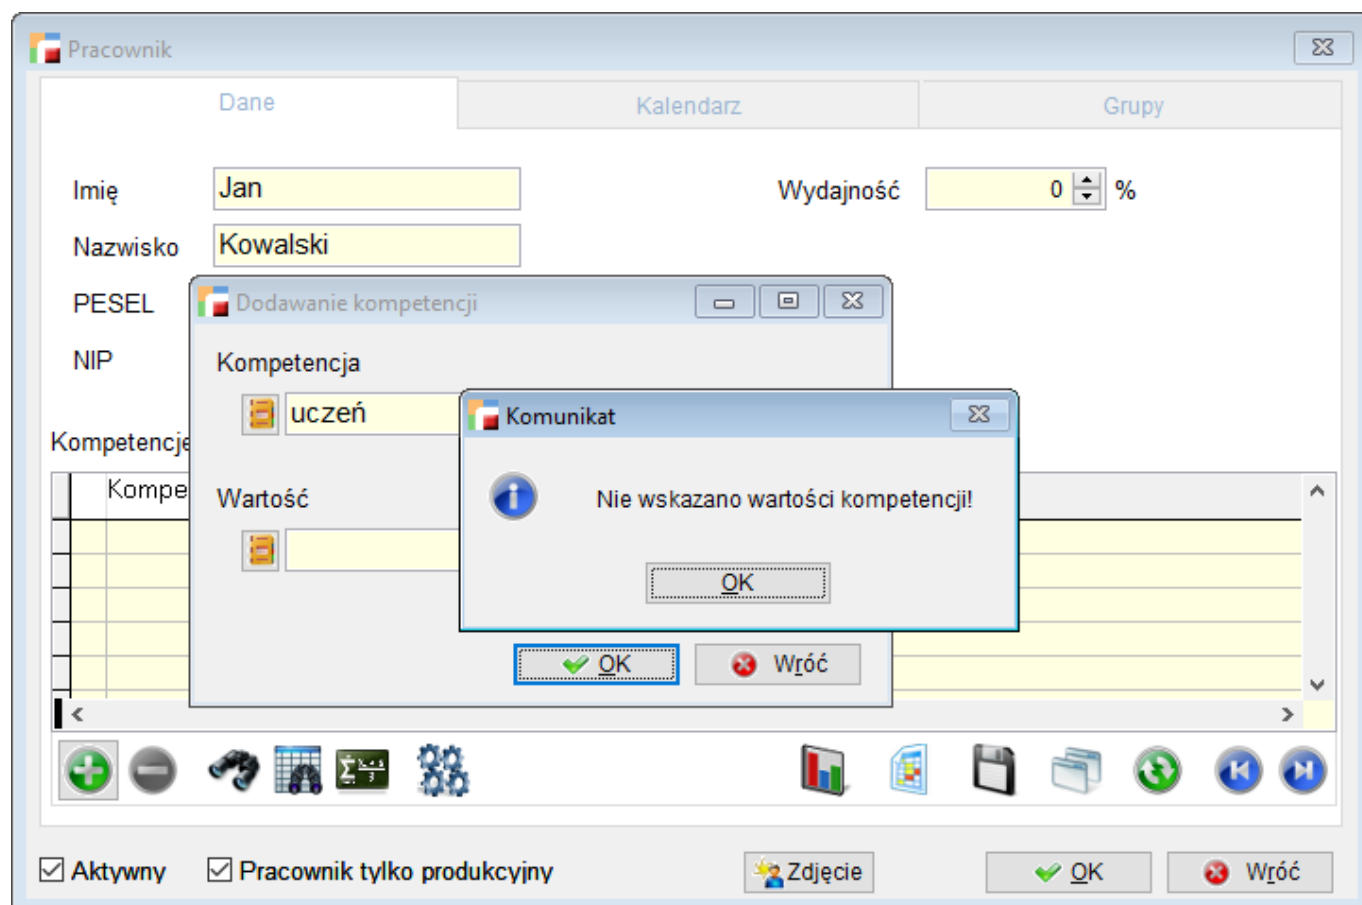 Pracownik
Dane Kalendarz Grupy
Imię Jan Wydajność 0 %
Nazwisko Kowalski
PESEL
Dodawanie kompetencji
NIP
Kompetencja
uczeń
Komunikat
Kompetencje
Kompe
Wartość
Nie wskazano wartości kompetencji!
OK
OK Wróć
Aktywny Pracownik tylko produkcyjny Zdjęcie OK Wróć